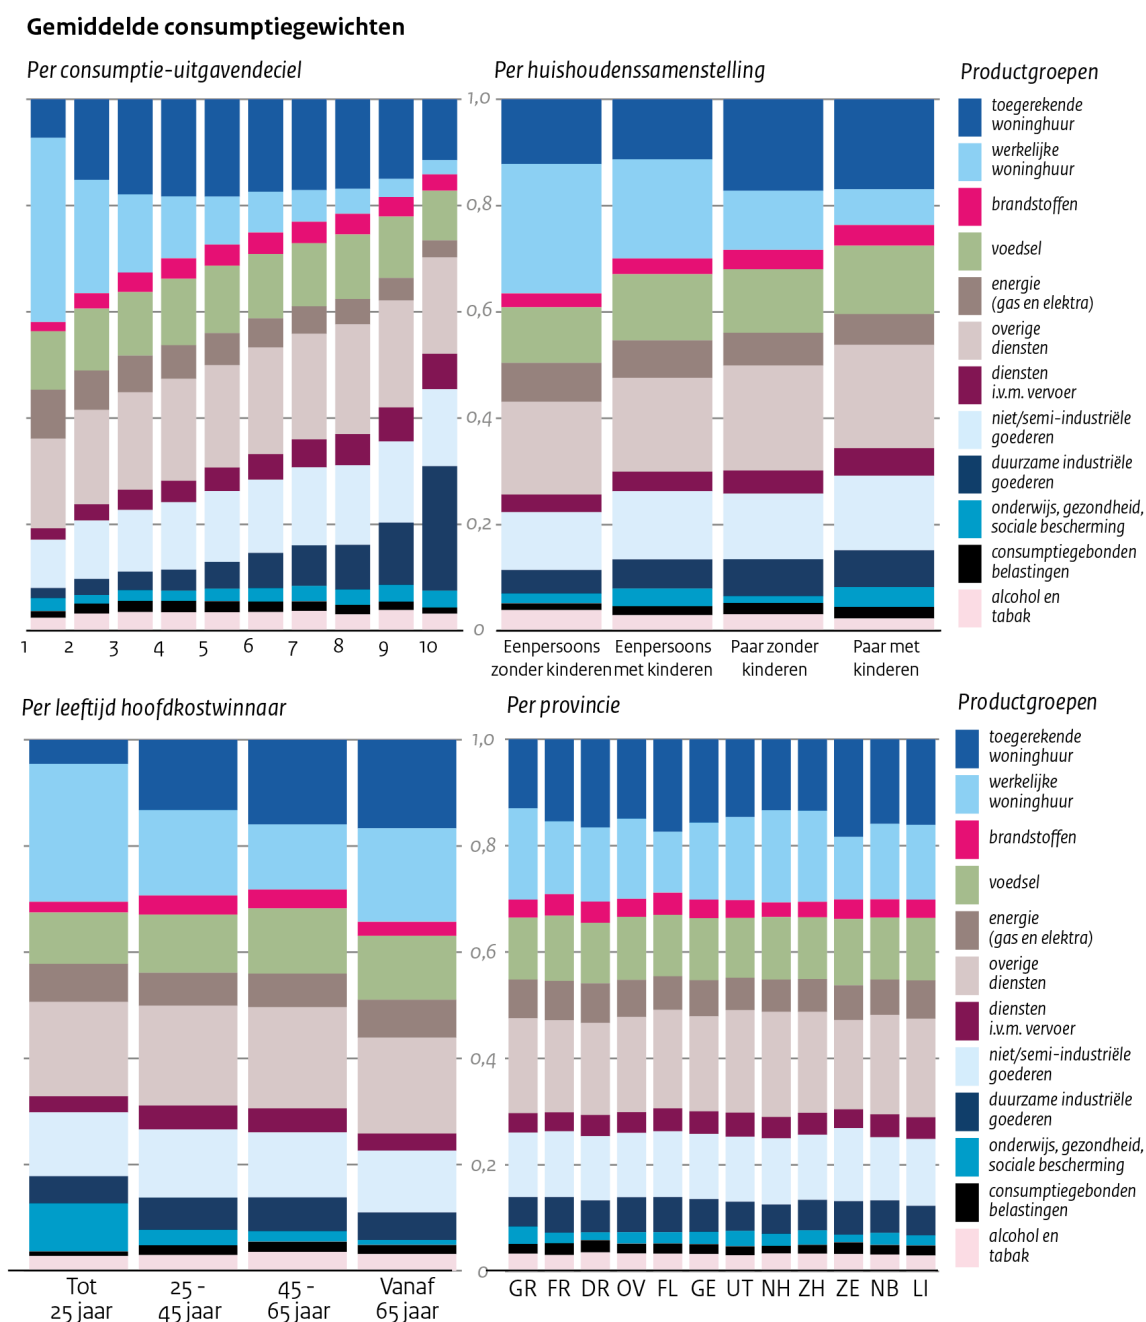 Gemiddelde consumptiegewichten
Per consumptie-uitgavendeciel
1,0
0,8
0,6
0,4
0,2
0
1 2 3 4 5 6 7 8 9 10
Per huishoudenssamenstelling
Eenpersoons
zonder kinderen
Eenpersoons
met kinderen
Paar zonder
kinderen
Paar met
kinderen
Productgroepen
toegerekende
woninghuur
werkelijke
woninghuur
brandstoffen
voedsel
energie
(gas en elektra)
overige
diensten
diensten
i.v.m. vervoer
niet/semi-industriële
goederen
duurzame industriële
goederen
onderwijs, gezondheid,
sociale bescherming
consumptiegebonden
belastingen
alcohol en
tabak
Per leeftijd hoofdkostwinnaar
1,0
0,8
0,6
0,4
0,2
0
Tot
25 jaar
25 -
45 jaar
45 -
65 jaar
Vanaf
65 jaar
Per provincie
GR FR DR OV FL GE UT NH ZH ZE NB LI
Productgroepen
toegerekende
woninghuur
werkelijke
woninghuur
brandstoffen
voedsel
energie
(gas en elektra)
overige
diensten
diensten
i.v.m. vervoer
niet/semi-industriële
goederen
duurzame industriële
goederen
onderwijs, gezondheid,
sociale bescherming
consumptiegebonden
belastingen
alcohol en
tabak